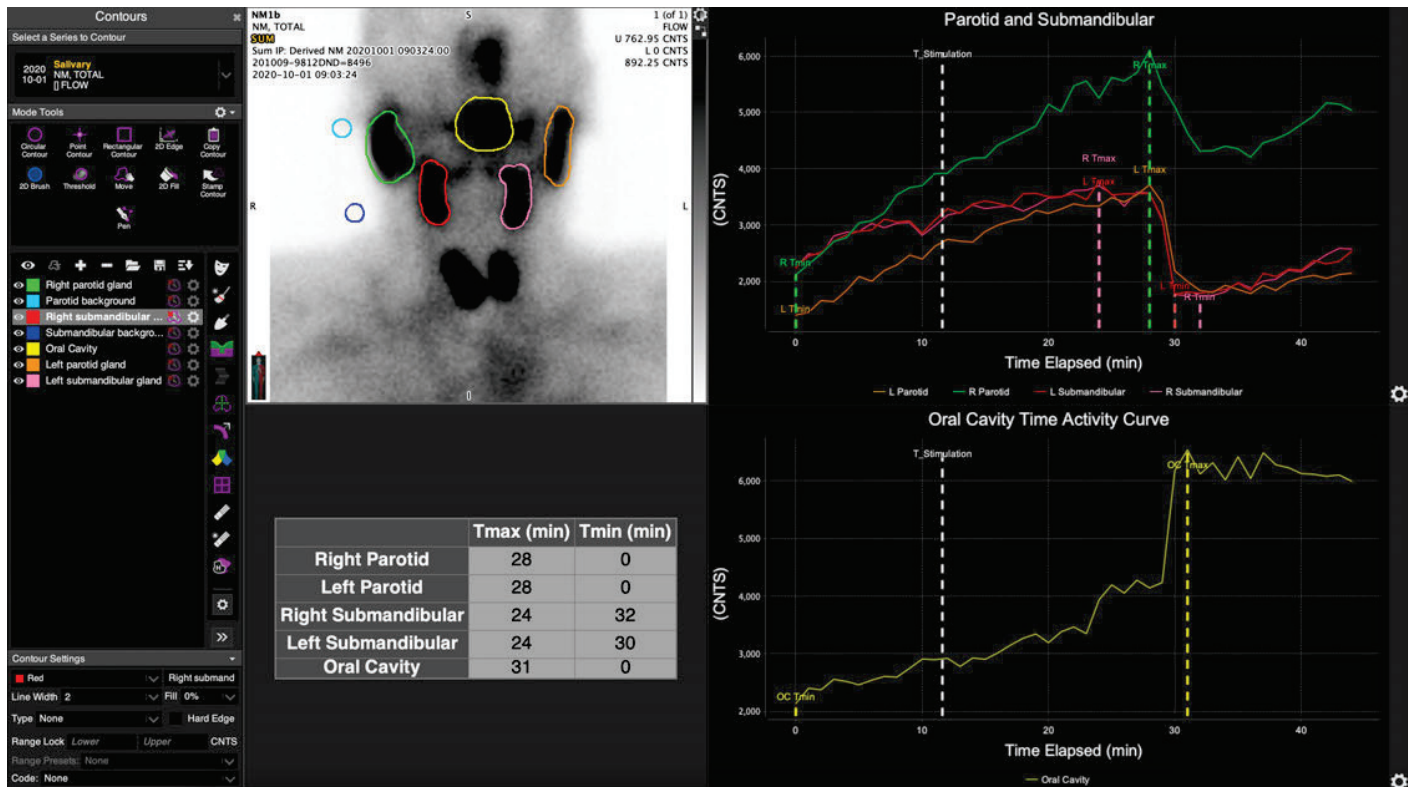 Contours
Select a Series to Contour
2020
10-01
Salivary
NM, TOTAL
[] FLOW
Mode Tools
Circular Contour
Point Contour
Rectangular Contour
2D Edge
Copy Contour
2D Brush
Threshold
Move
2D Fill
Stamp Contour
Pen
Right parotid gland
Parotid background
Right submandibular ...
Submandibular backgro...
Oral Cavity
Left parotid gland
Left submandibular gland
Contour Settings
Red
Right submand
Line Width 2
Fill 0%
Type None
Hard Edge
Range Lock Lower Upper CNTS
Range Presets: None
Code: None
NM1b
NM, TOTAL
SUM
Sum IP: Derived NM 20201001 090324.00
201009-9812DND=8496
2020-10-01 09:03:24
S
1 (of 1)
FLOW
U 762.95 CNTS
L 0 CNTS
892.25 CNTS
R
L
Tmax (min) Tmin (min)
Right Parotid 28 0
Left Parotid 28 0
Right Submandibular 24 32
Left Submandibular 24 30
Oral Cavity 31 0
Parotid and Submandibular
(CNTS)
6,000
5,000
4,000
3,000
2,000
T_Stimulation
R Tmax
R Tmax
L Tmax
L Tmax
R Tmin
L Tmin
L Tmin
R Tmin
0 10 20 30 40
Time Elapsed (min)
L Parotid R Parotid L Submandibular R Submandibular
Oral Cavity Time Activity Curve
(CNTS)
6,000
5,000
4,000
3,000
2,000
T_Stimulation
OC Tmax
OC Tmin
0 10 20 30 40
Time Elapsed (min)
Oral Cavity